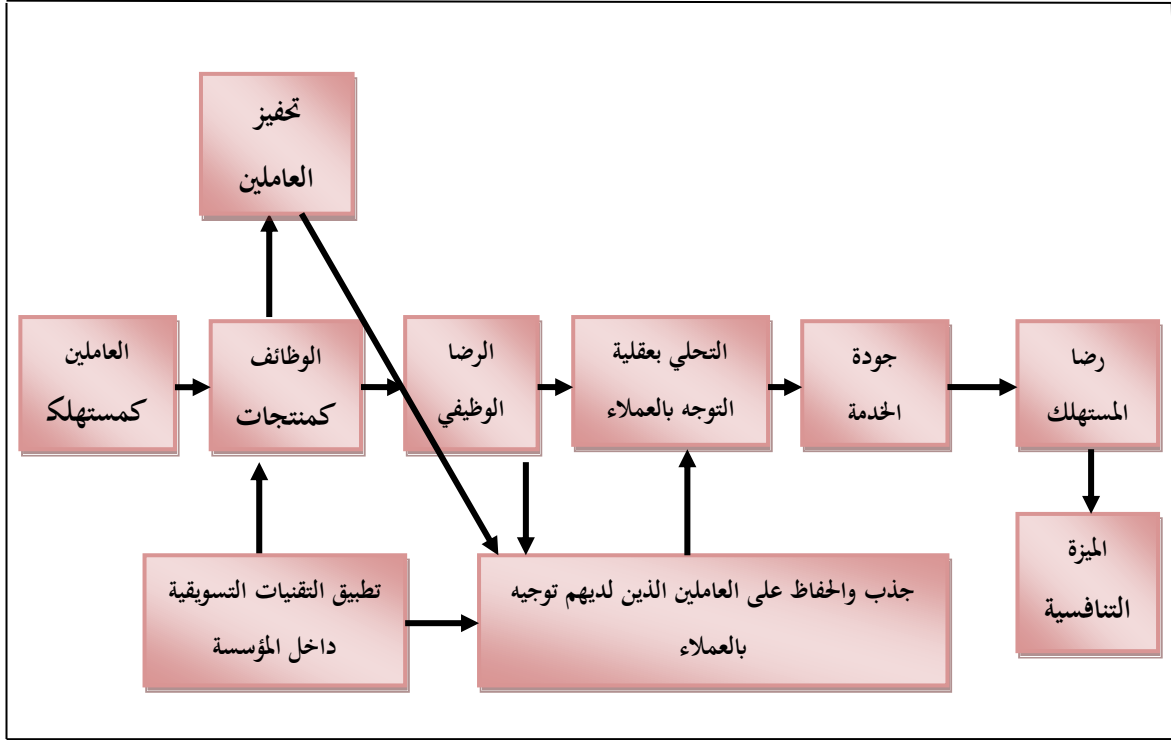 تحفيز
العاملين
العاملين
كمستهلك
الوظائف
كمنتجات
الرضا
الوظيفي
التحلي بعقلية
التوجه بالعملاء
جودة
الخدمة
رضا
المستهلك
تطبيق التقنيات التسويقية
داخل المؤسسة
جذب والحفاظ على العاملين الذين لديهم توجيه
بالعملاء
الميزة
التنافسية